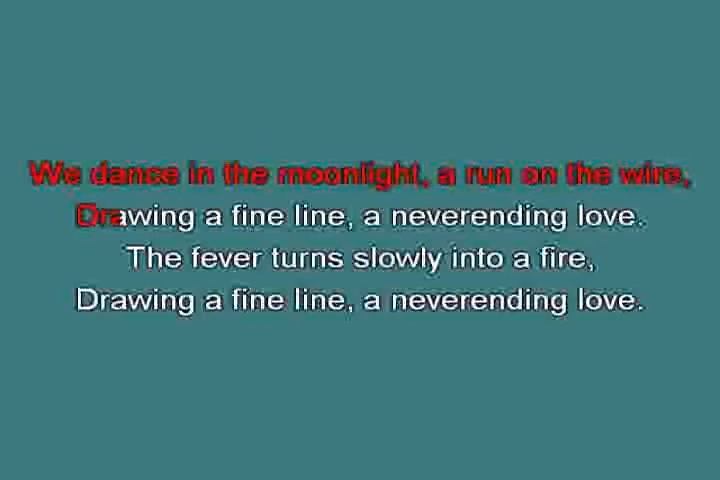 We dance in the moonlight, a run on the wire,
Drawing a fine line, a neverending love.
The fever turns slowly into a fire,
Drawing a fine line, a neverending love.